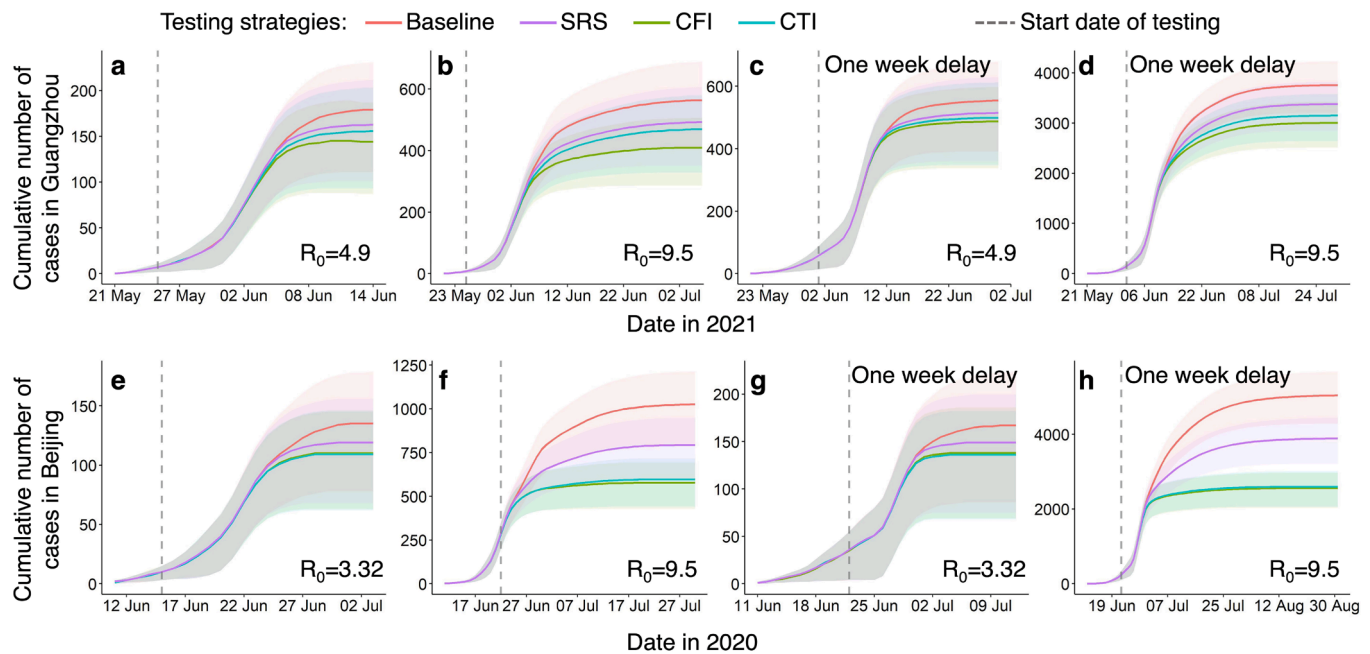 Testing strategies: Baseline SRS CFI CTI Start date of testing
Cumulative number of
cases in Guangzhou
a
200
150
100
50
0
R0=4.9
21 May 27 May 02 Jun 08 Jun 14 Jun
b
600
400
200
0
R0=9.5
23 May 02 Jun 12 Jun 22 Jun 02 Jul
c One week delay
600
400
200
0
R0=4.9
23 May 02 Jun 12 Jun 22 Jun 02 Jul
d One week delay
4000
3000
2000
1000
0
R0=9.5
21 May 06 Jun 22 Jun 08 Jul 24 Jul
Date in 2021
Cumulative number of
cases in Beijing
e
150
100
50
0
R0=3.32
12 Jun 17 Jun 22 Jun 27 Jun 02 Jul
f
1250
1000
750
500
250
0
R0=9.5
17 Jun 27 Jun 07 Jul 17 Jul 27 Jul
g One week delay
200
150
100
50
0
R0=3.32
11 Jun 18 Jun 25 Jun 02 Jul 09 Jul
h One week delay
4000
2000
0
R0=9.5
19 Jun 07 Jul 25 Jul 12 Aug 30 Aug
Date in 2020